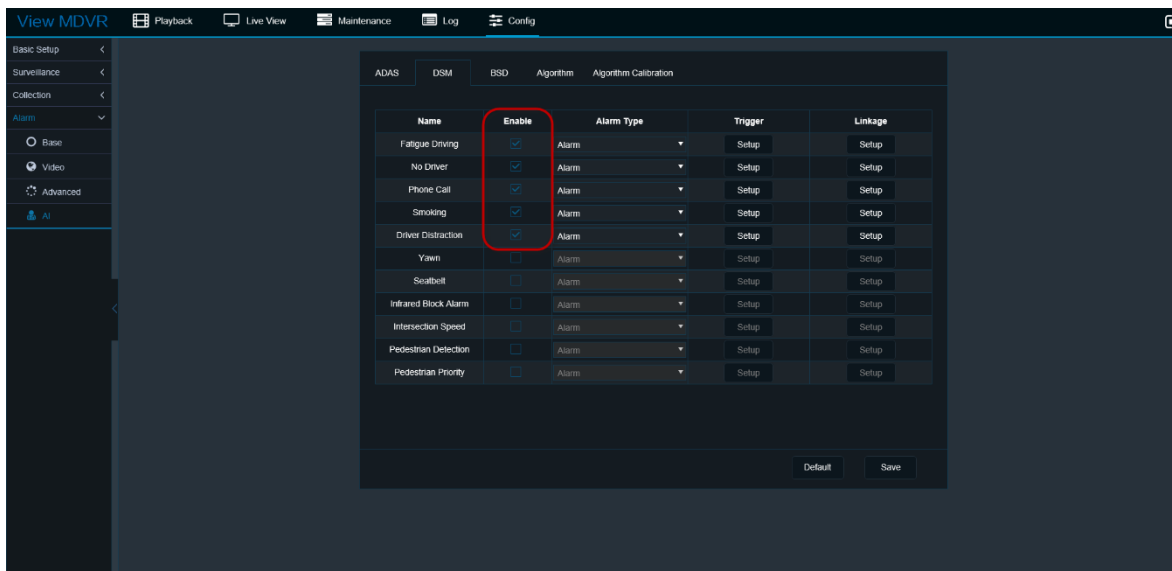 View MDVR Playback Live View Maintenance Log Config
Basic Setup
Surveillance
Collection
Alarm
Base
Video
Advanced
AI
ADAS DSM BSD Algorithm Algorithm Calibration
Name Enable Alarm Type Trigger Linkage
Fatigue Driving Alarm Setup Setup
No Driver Alarm Setup Setup
Phone Call Alarm Setup Setup
Smoking Alarm Setup Setup
Driver Distraction Alarm Setup Setup
Yawn Alarm Setup Setup
Seatbelt Alarm Setup Setup
Infrared Block Alarm Alarm Setup Setup
Intersection Speed Alarm Setup Setup
Pedestrian Detection Alarm Setup Setup
Pedestrian Priority Alarm Setup Setup
Default Save